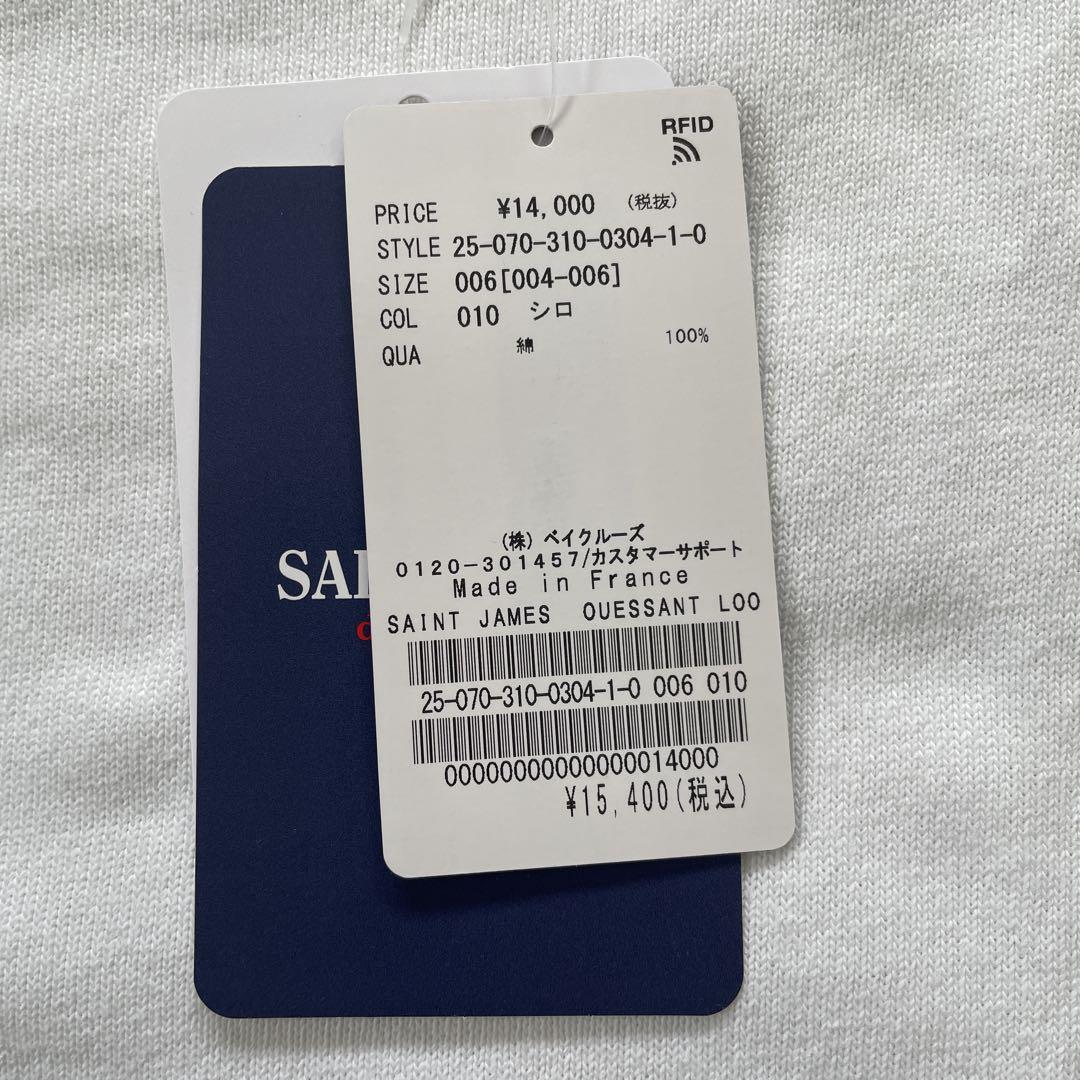 RFID
PRICE ¥14,000 (税抜)
STYLE 25-070-310-0304-1-0
SIZE 006[004-006]
COL 010 シロ
QUA 綿 100%
(株)ベイクルーズ
0120-301457/カスタマーサポート
Made in France
SAINT JAMES OUESSANT LOO
25-070-310-0304-1-0 006 010
00000000000000014000
¥15,400(税込)